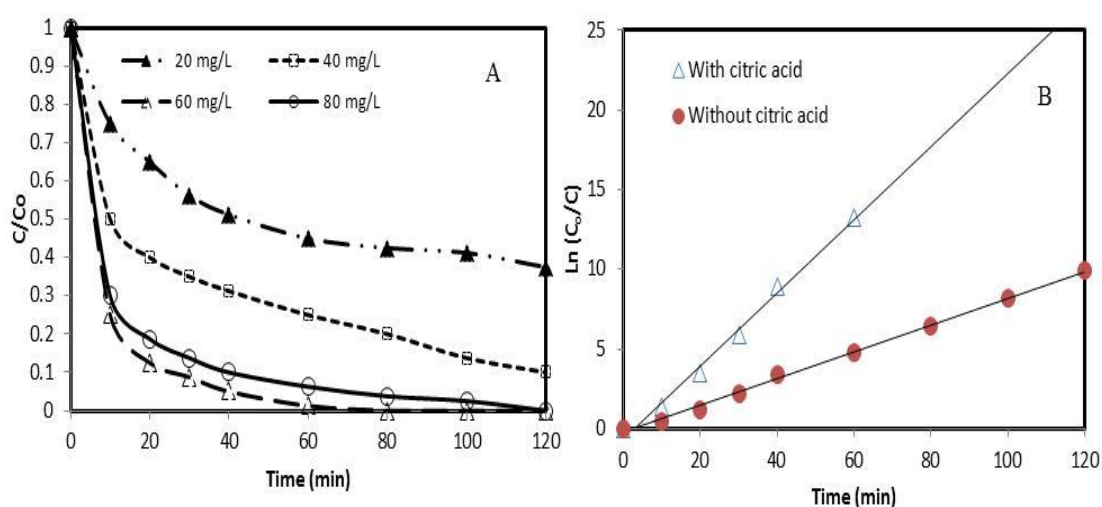 1
0.9
0.8
0.7
0.6
0.5
0.4
0.3
0.2
0.1
0
C/Co
20 mg/L
40 mg/L
60 mg/L
80 mg/L
A
0 20 40 60 80 100 120
Time (min)
25
20
15
10
5
0
Ln (Cₒ/C)
With citric acid
Without citric acid
B
0 20 40 60 80 100 120
Time (min)